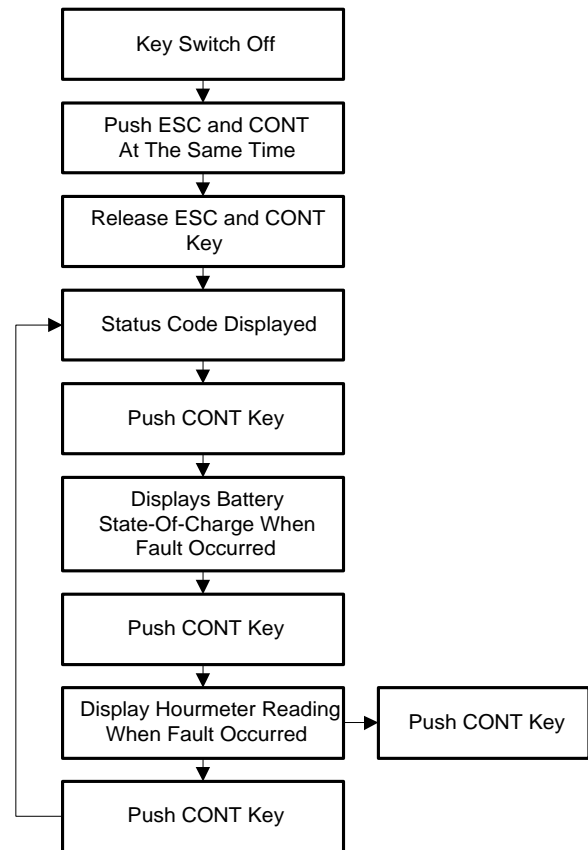 Key Switch Off
Push ESC and CONT
At The Same Time
Release ESC and CONT
Key
Status Code Displayed
Push CONT Key
Displays Battery
State-Of-Charge When
Fault Occurred
Push CONT Key
Display Hourmeter Reading
When Fault Occurred
Push CONT Key
Push CONT Key